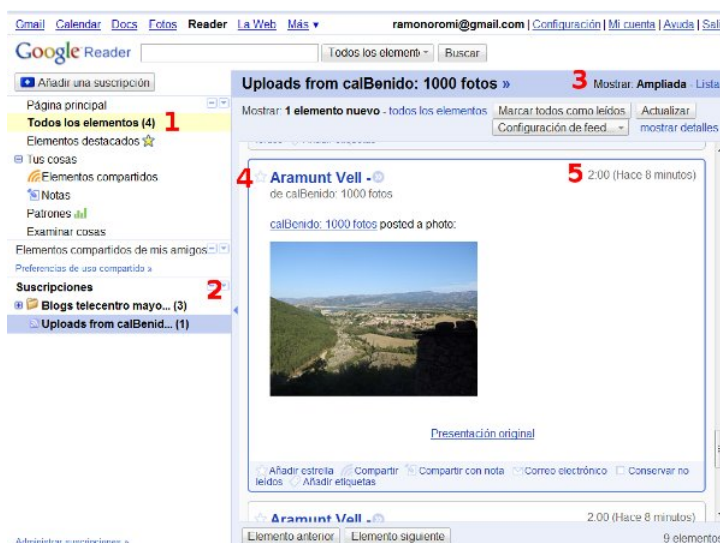 Gmail Calendar Docs Fotos Reader La Web Más ▾ ramonoromi@gmail.com | Configuración | Mi cuenta | Ayuda | Sali
Google Reader Todos los element Buscar
Añadir una suscripción
Uploads from calBenido: 1000 fotos » 3 Mostrar: Ampliada - Lista
Página principal
Mostrar: 1 elemento nuevo - todos los elementos Marcar todos como leídos Actualizar
Todos los elementos (4) 1
Configuración de feed... mostrar detalles
Elementos destacados
Tus cosas
Elementos compartidos
Notas
Patrones
Examinar cosas
Elementos compartidos de mis amigos
Preferencias de uso compartido »
Suscripciones 2
Blogs telecentro mayo... (3)
Uploads from calBenid... (1)
4 Aramunt Vell - 5 2:00 (Hace 8 minutos)
de calBenido: 1000 fotos
calBenido: 1000 fotos posted a photo:
Presentación original
Añadir estrella Compartir Compartir con nota Correo electrónico Conservar no
leídos Añadir etiquetas
Aramunt Vell - 2:00 (Hace 8 minutos)
Administrar suscripciones »
Elemento anterior Elemento siguiente 9 elementos